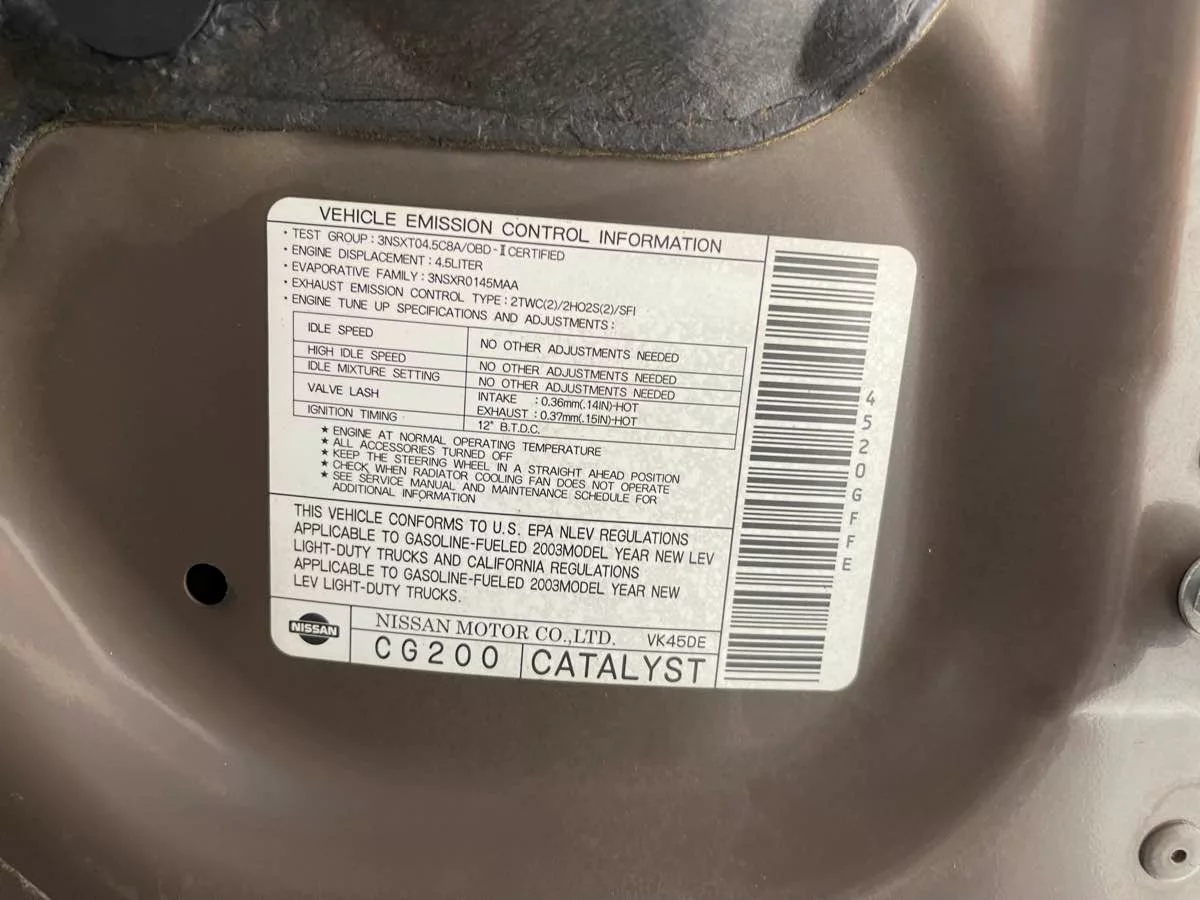 VEHICLE EMISSION CONTROL INFORMATION
· TEST GROUP : 3NSXT04.5C8A/OBD-Ⅱ CERTIFIED
· ENGINE DISPLACEMENT : 4.5LITER
· EVAPORATIVE FAMILY : 3NSXR0145MAA
· EXHAUST EMISSION CONTROL TYPE : 2TWC(2)/2HO2S(2)/SFI
· ENGINE TUNE UP SPECIFICATIONS AND ADJUSTMENTS :
IDLE SPEED NO OTHER ADJUSTMENTS NEEDED
HIGH IDLE SPEED NO OTHER ADJUSTMENTS NEEDED
IDLE MIXTURE SETTING NO OTHER ADJUSTMENTS NEEDED
VALVE LASH INTAKE : 0.36mm(.14IN)-HOT
EXHAUST : 0.37mm(.15IN)-HOT
IGNITION TIMING 12° B.T.D.C.
★ ENGINE AT NORMAL OPERATING TEMPERATURE
★ ALL ACCESSORIES TURNED OFF
★ KEEP THE STEERING WHEEL IN A STRAIGHT AHEAD POSITION
★ CHECK WHEN RADIATOR COOLING FAN DOES NOT OPERATE
★ SEE SERVICE MANUAL AND MAINTENANCE SCHEDULE FOR
ADDITIONAL INFORMATION
THIS VEHICLE CONFORMS TO U.S. EPA NLEV REGULATIONS
APPLICABLE TO GASOLINE-FUELED 2003MODEL YEAR NEW LEV
LIGHT-DUTY TRUCKS AND CALIFORNIA REGULATIONS
APPLICABLE TO GASOLINE-FUELED 2003MODEL YEAR NEW
LEV LIGHT-DUTY TRUCKS.
NISSAN
NISSAN MOTOR CO.,LTD. VK45DE
CG200 CATALYST
4520GFFE